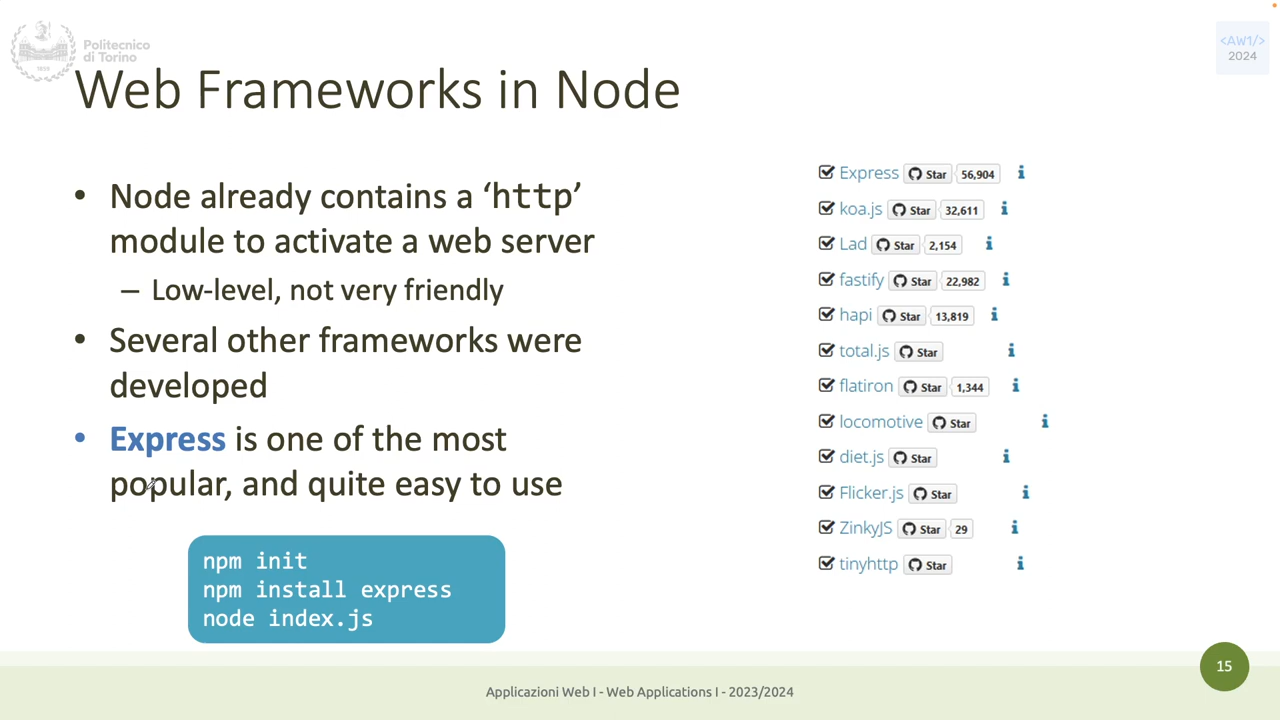 Politecnico
di Torino
1859
<AW1/>
2024
Web Frameworks in Node
• Node already contains a ‘http’
module to activate a web server
– Low-level, not very friendly
• Several other frameworks were
developed
• Express is one of the most
popular, and quite easy to use
npm init
npm install express
node index.js
Express Star 56,904
koa.js Star 32,611
Lad Star 2,154
fastify Star 22,982
hapi Star 13,819
total.js Star
flatiron Star 1,344
locomotive Star
diet.js Star
Flicker.js Star
ZinkyJS Star 29
tinyhttp Star
15
Applicazioni Web I - Web Applications I - 2023/2024